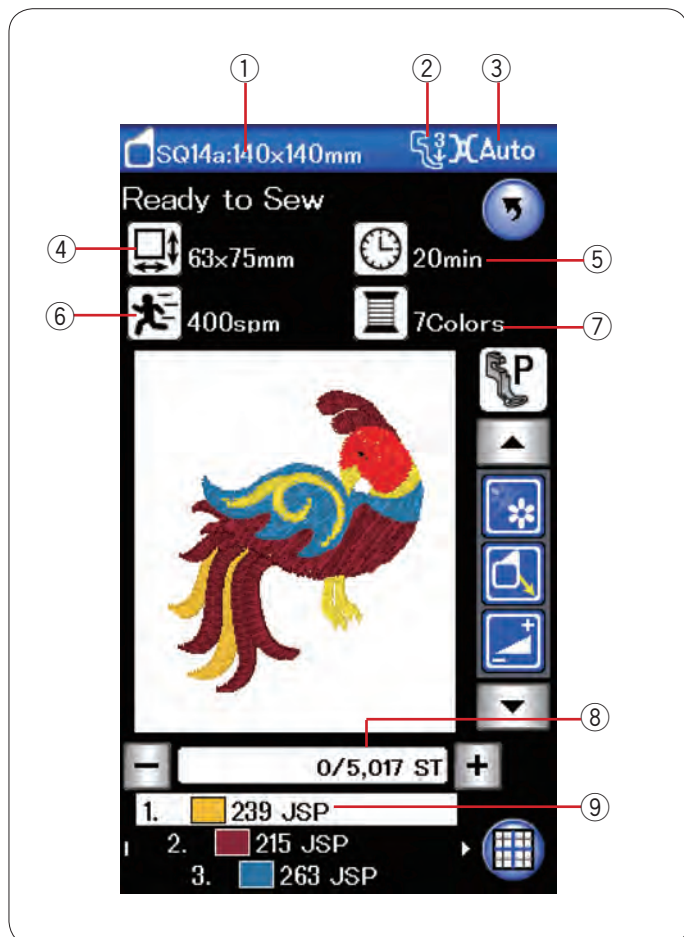 ① ② ③
SQ14a:140x140mm 3 Auto
Ready to Sew
④ 63x75mm 20min ⑤
⑥ 400spm 7Colors ⑦
P
+
−
⑧
− 0/5,017 ST +
1. 239 JSP ⑨
2. 215 JSP
3. 263 JSP